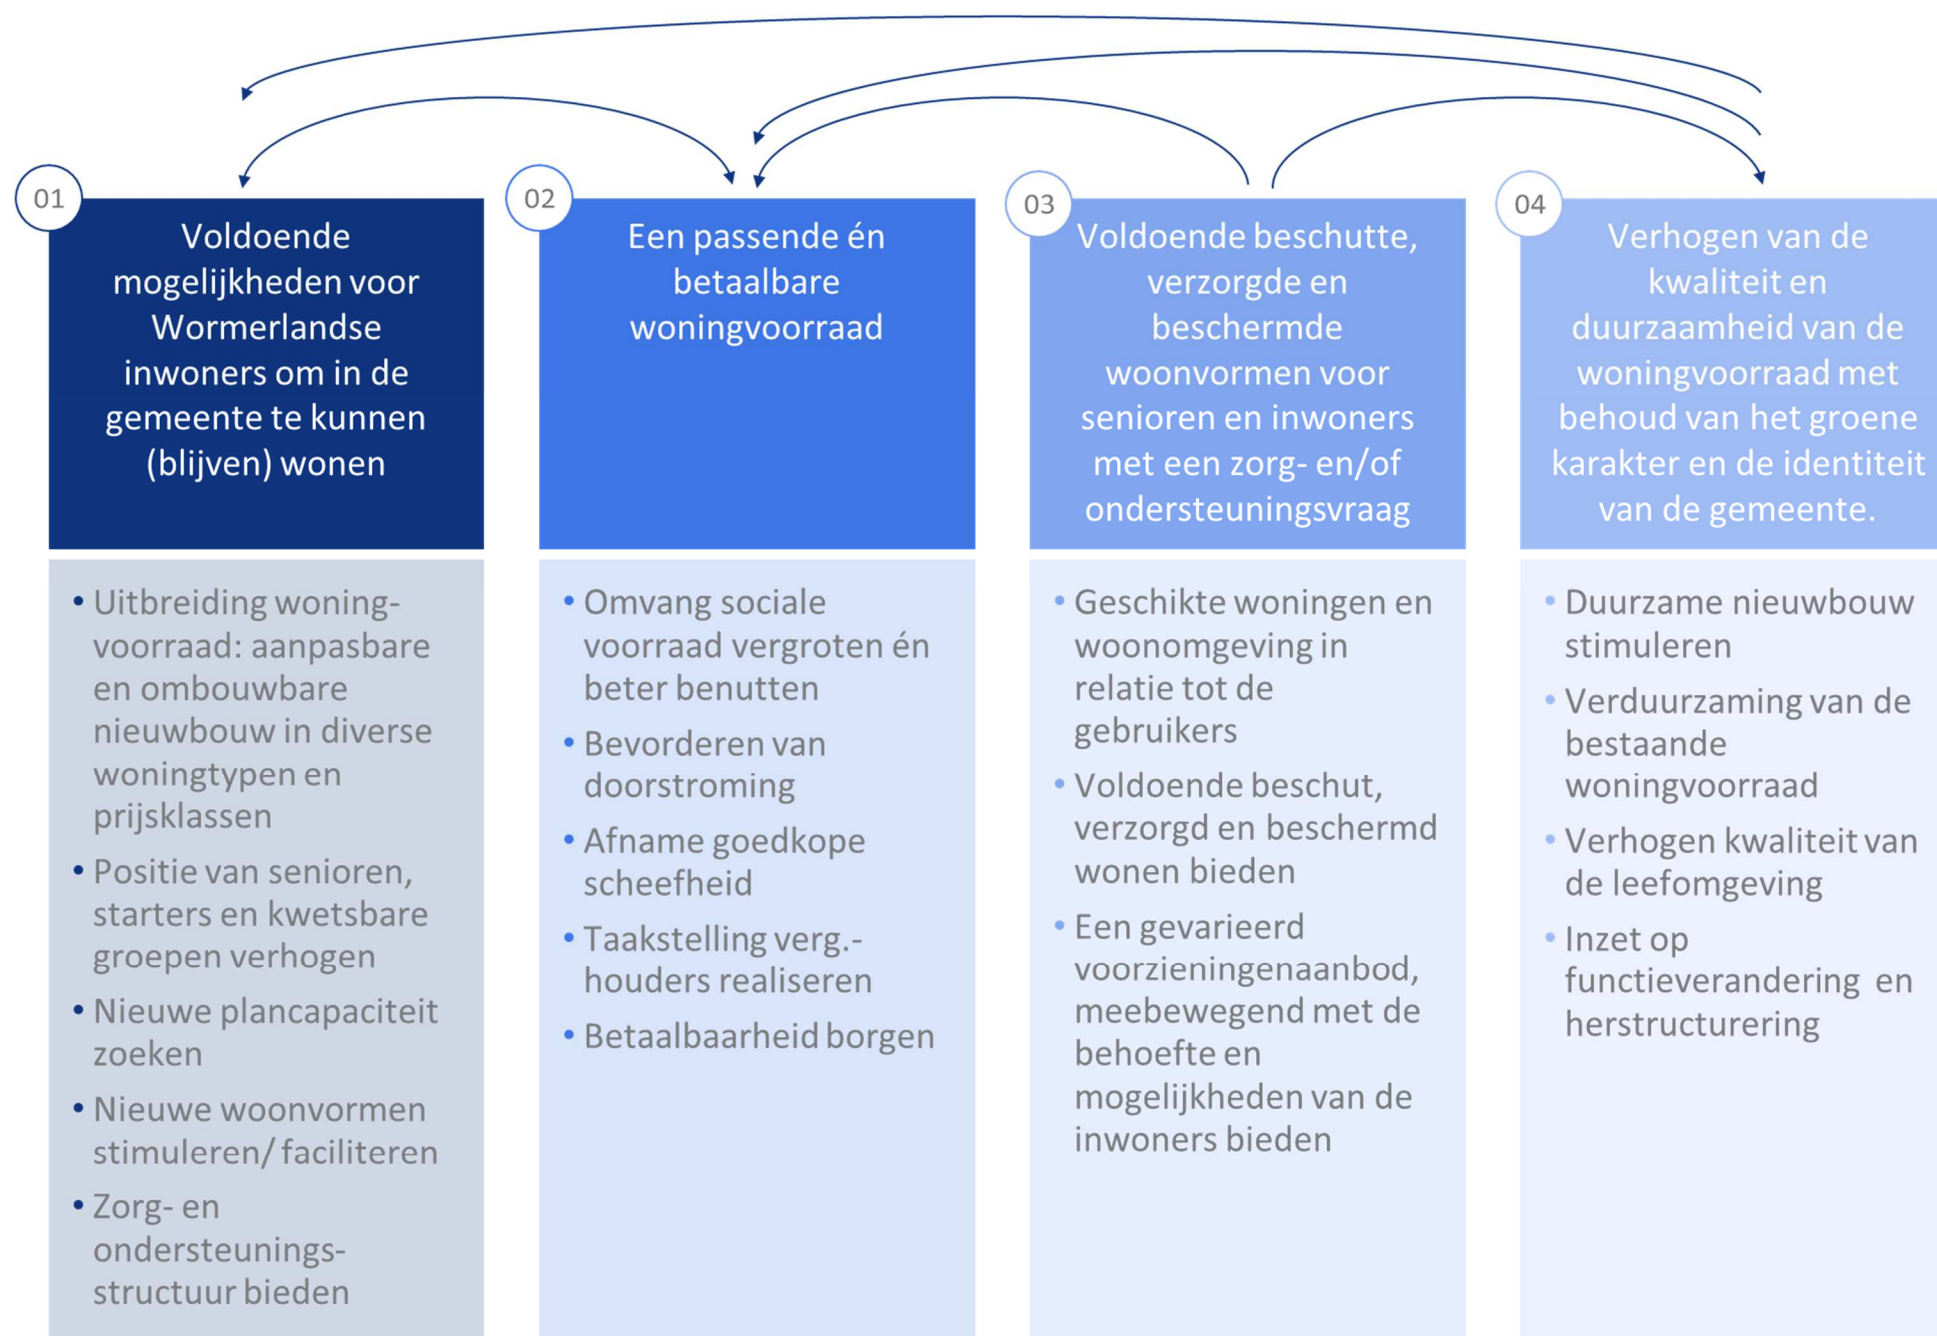 01
Voldoende
mogelijkheden voor
Wormerlandse
inwoners om in de
gemeente te kunnen
(blijven) wonen
• Uitbreiding woning-
voorraad: aanpasbare
en ombouwbare
nieuwbouw in diverse
woningtypen en
prijsklassen
• Positie van senioren,
starters en kwetsbare
groepen verhogen
• Nieuwe plancapaciteit
zoeken
• Nieuwe woonvormen
stimuleren/ faciliteren
• Zorg- en
ondersteunings-
structuur bieden
02
Een passende én
betaalbare
woningvoorraad
• Omvang sociale
voorraad vergroten én
beter benutten
• Bevorderen van
doorstroming
• Afname goedkope
scheefheid
• Taakstelling verg.-
houders realiseren
• Betaalbaarheid borgen
03
Voldoende beschutte,
verzorgde en
beschermde
woonvormen voor
senioren en inwoners
met een zorg- en/of
ondersteuningsvraag
• Geschikte woningen en
woonomgeving in
relatie tot de
gebruikers
• Voldoende beschut,
verzorgd en beschermd
wonen bieden
• Een gevarieerd
voorzieningenaanbod,
meebewegend met de
behoefte en
mogelijkheden van de
inwoners bieden
04
Verhogen van de
kwaliteit en
duurzaamheid van de
woningvoorraad met
behoud van het groene
karakter en de identiteit
van de gemeente.
• Duurzame nieuwbouw
stimuleren
• Verduurzaming van de
bestaande
woningvoorraad
• Verhogen kwaliteit van
de leefomgeving
• Inzet op
functieverandering en
herstructurering